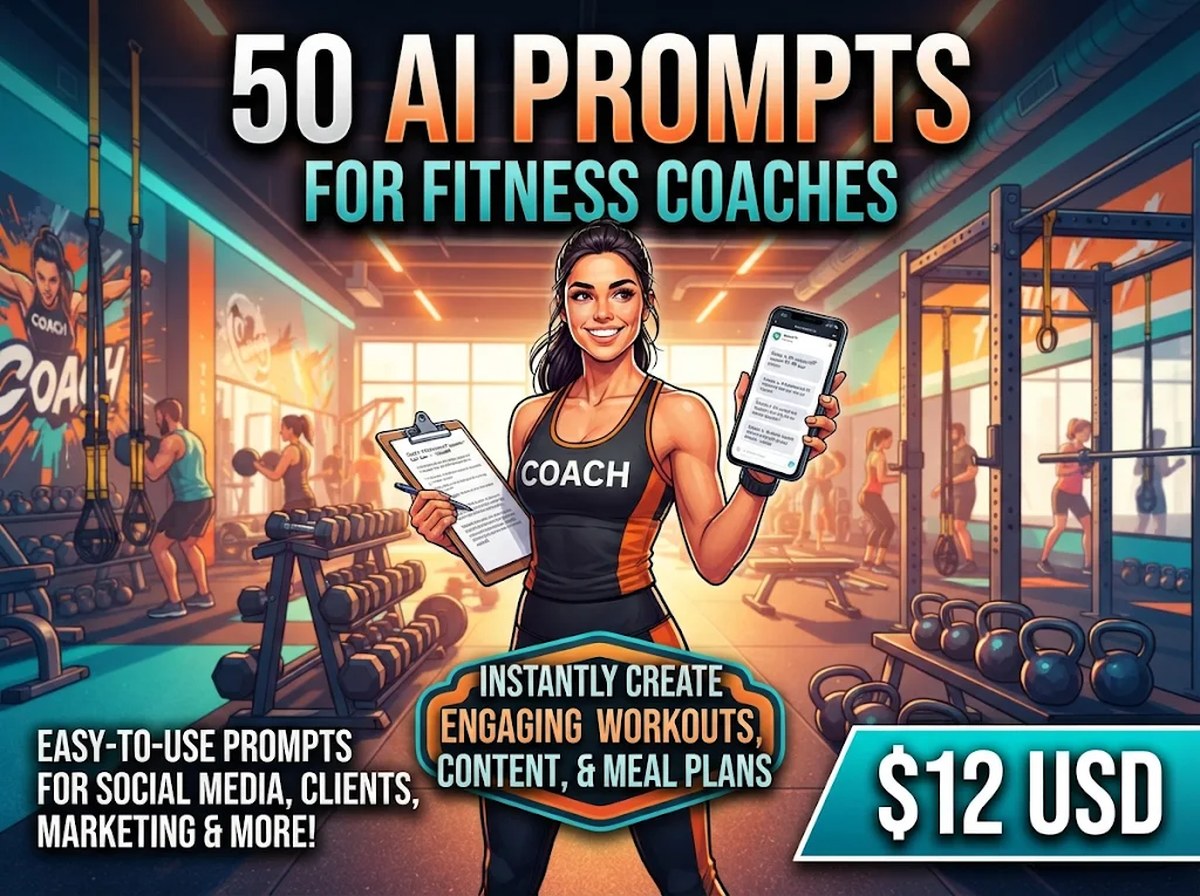 50 AI PROMPTS
FOR FITNESS COACHES
COACH
COACH
COACH
INSTANTLY CREATE
ENGAGING WORKOUTS,
CONTENT, & MEAL PLANS
EASY-TO-USE PROMPTS
FOR SOCIAL MEDIA, CLIENTS,
MARKETING & MORE!
$12 USD